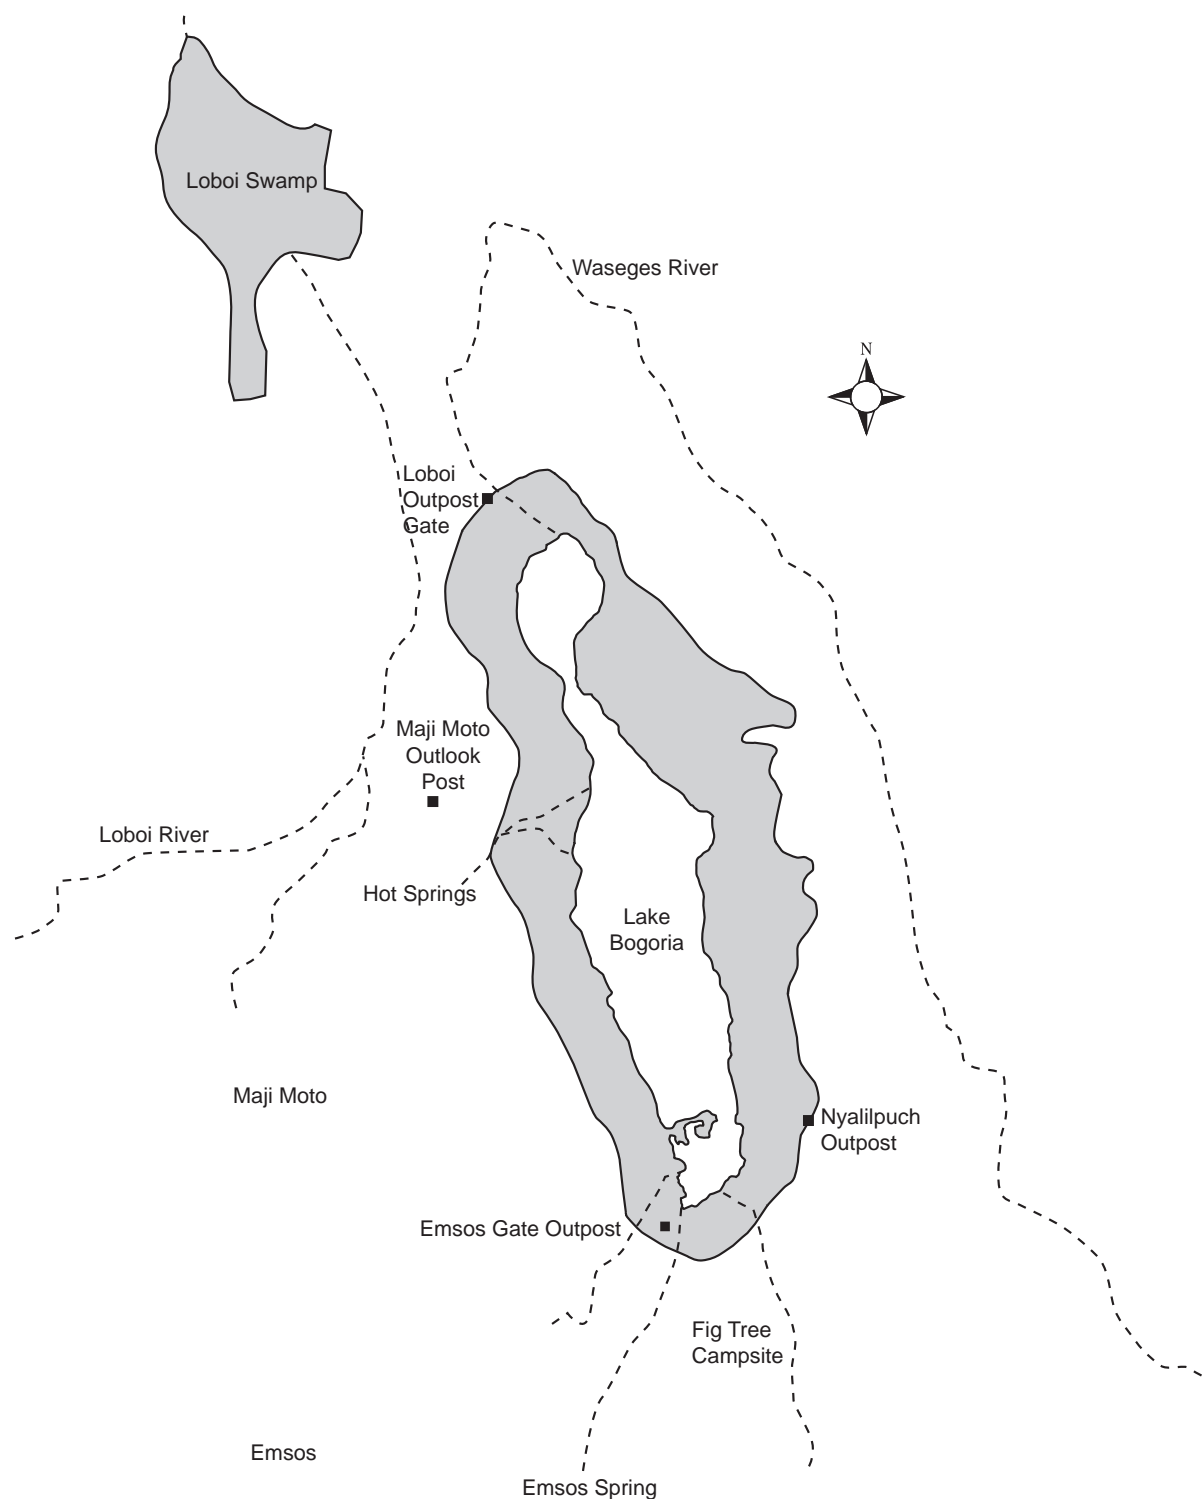 Loboi Swamp
Waseges River
N
Loboi
Outpost
Gate
Maji Moto
Outlook
Post
Loboi River
Hot Springs
Lake
Bogoria
Maji Moto
Nyalilpuch
Outpost
Emsos Gate Outpost
Fig Tree
Campsite
Emsos
Emsos Spring